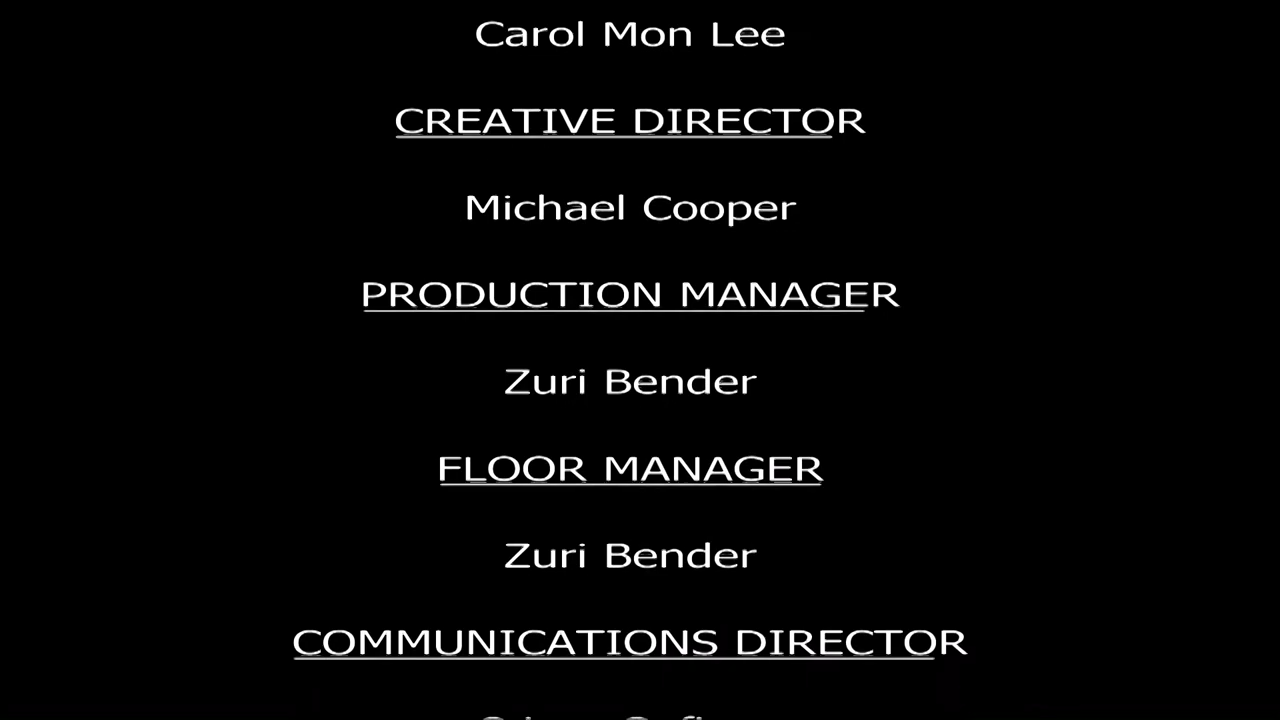 Carol Mon Lee
CREATIVE DIRECTOR
Michael Cooper
PRODUCTION MANAGER
Zuri Bender
FLOOR MANAGER
Zuri Bender
COMMUNICATIONS DIRECTOR